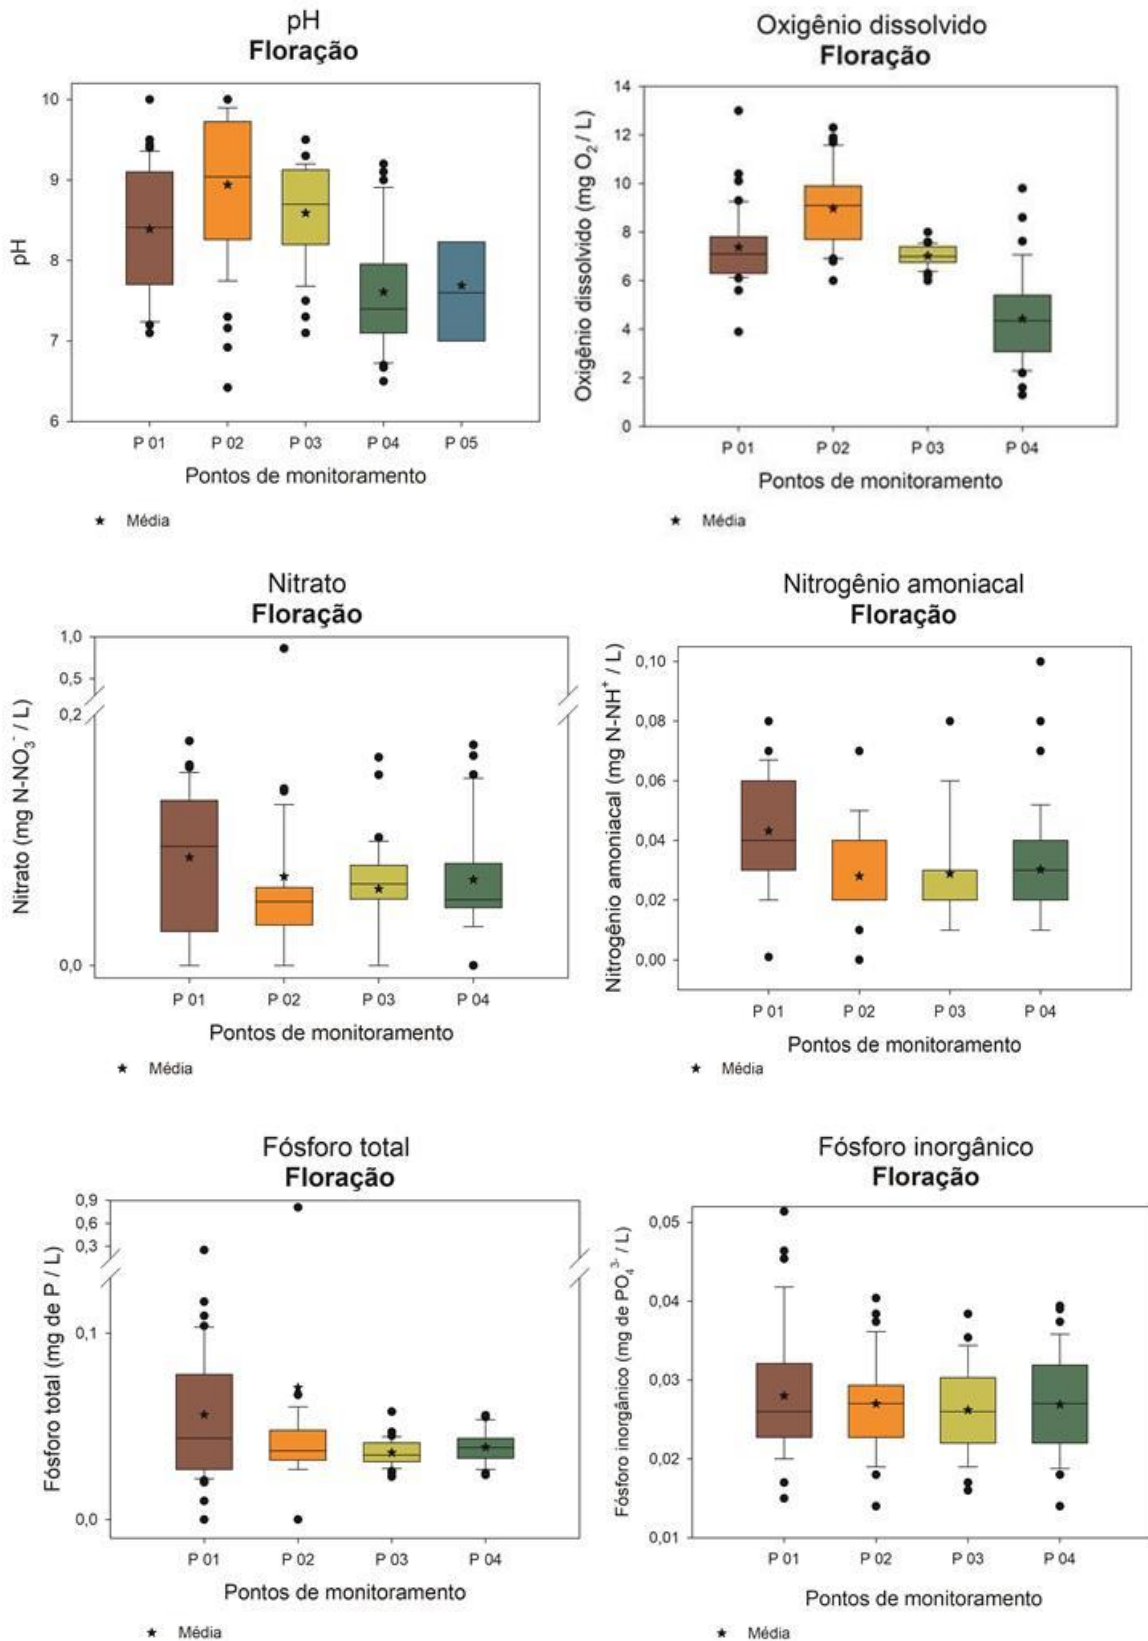 pH
Floração
pH
10
9
8
7
6
P 01
P 02
P 03
P 04
P 05
Pontos de monitoramento
★ Média
Oxigênio dissolvido
Floração
Oxigênio dissolvido (mg O₂ / L)
14
12
10
8
6
4
2
0
P 01
P 02
P 03
P 04
Pontos de monitoramento
★ Média
Nitrato
Floração
Nitrato (mg N-NO₃⁻ / L)
1,0
0,5
0,2
0,0
P 01
P 02
P 03
P 04
Pontos de monitoramento
★ Média
Nitrogênio amoniacal
Floração
Nitrogênio amoniacal (mg N-NH⁺ / L)
0,10
0,08
0,06
0,04
0,02
0,00
P 01
P 02
P 03
P 04
Pontos de monitoramento
★ Média
Fósforo total
Floração
Fósforo total (mg de P / L)
0,9
0,6
0,3
0,1
0,0
P 01
P 02
P 03
P 04
Pontos de monitoramento
★ Média
Fósforo inorgânico
Floração
Fósforo inorgânico (mg de PO₄³⁻ / L)
0,05
0,04
0,03
0,02
0,01
P 01
P 02
P 03
P 04
Pontos de monitoramento
★ Média